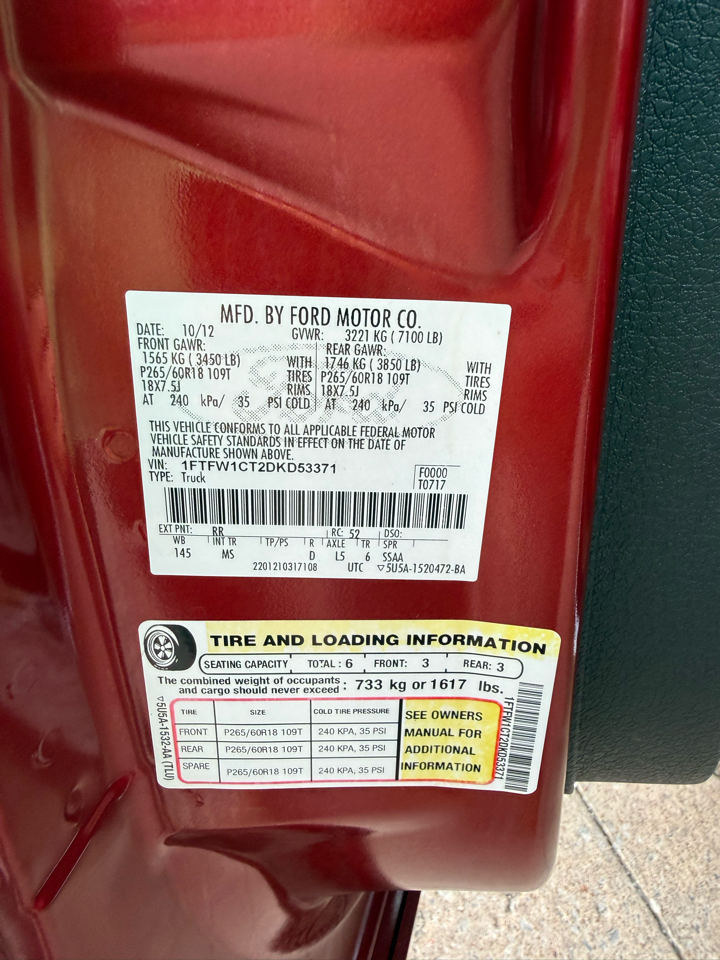 MFD. BY FORD MOTOR CO.
DATE: 10/12 GVWR: 3221 KG ( 7100 LB)
FRONT GAWR: REAR GAWR:
1565 KG ( 3450 LB) WITH 1746 KG ( 3850 LB) WITH
P265/60R18 109T TIRES P265/60R18 109T TIRES
18X7.5J RIMS 18X7.5J RIMS
AT 240 kPa/ 35 PSI COLD AT 240 kPa/ 35 PSI COLD
THIS VEHICLE CONFORMS TO ALL APPLICABLE FEDERAL MOTOR
VEHICLE SAFETY STANDARDS IN EFFECT ON THE DATE OF
MANUFACTURE SHOWN ABOVE.
VIN: 1FTFW1CT2DKD53371
TYPE: Truck
F0000
T0717
EXT PNT: RR RC: 52 DSO:
WB INT TR TP/PS R AXLE TR SPR
145 MS D L5 6 SSAA
2201210317108 UTC ▽5U5A-1520472-BA
TIRE AND LOADING INFORMATION
SEATING CAPACITY TOTAL : 6 FRONT: 3 REAR: 3
The combined weight of occupants
and cargo should never exceed : 733 kg or 1617 lbs.
TIRE SIZE COLD TIRE PRESSURE
FRONT P265/60R18 109T 240 KPA, 35 PSI
REAR P265/60R18 109T 240 KPA, 35 PSI
SPARE P265/60R18 109T 240 KPA, 35 PSI
SEE OWNERS
MANUAL FOR
ADDITIONAL
INFORMATION
▽5U5A-1532-AA (TLU)
1FTFW1CT2DKD53371